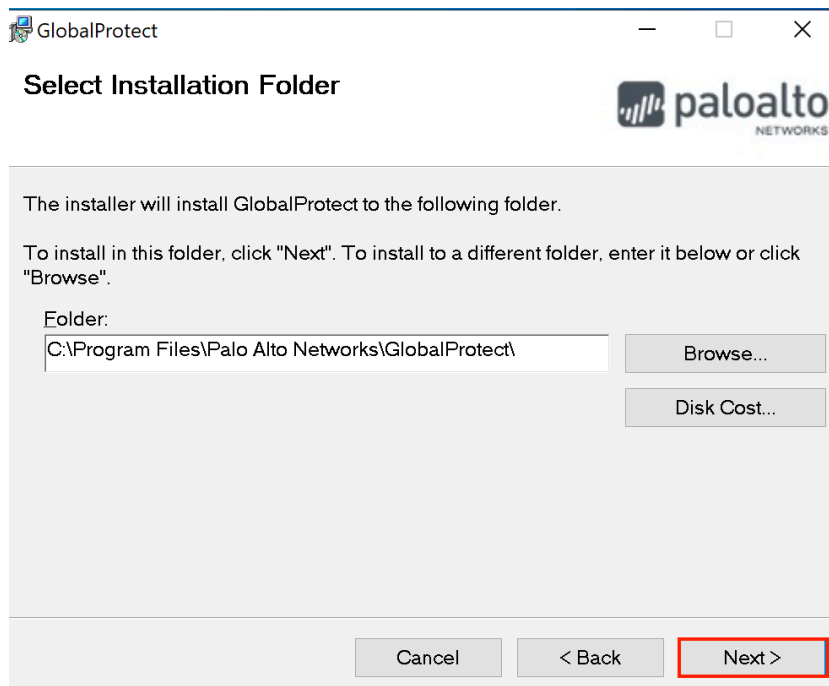 GlobalProtect
Select Installation Folder
paloalto
NETWORKS
The installer will install GlobalProtect to the following folder.
To install in this folder, click "Next". To install to a different folder, enter it below or click
"Browse".
Folder:
C:\Program Files\Palo Alto Networks\GlobalProtect\
Browse...
Disk Cost...
Cancel
< Back
Next >